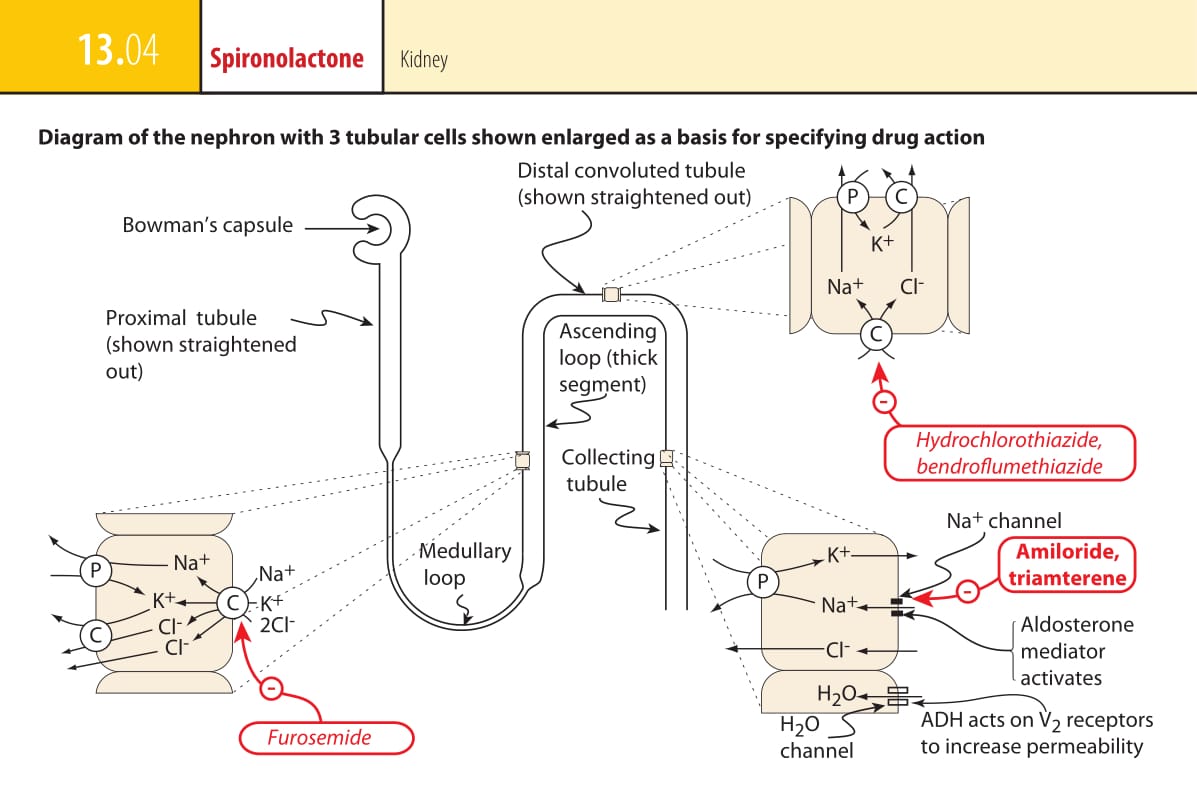 13.04
Spironolactone
Kidney
Diagram of the nephron with 3 tubular cells shown enlarged as a basis for specifying drug action
Distal convoluted tubule
(shown straightened out)
Bowman's capsule
Proximal tubule
(shown straightened
out)
Ascending
loop (thick
segment)
Collecting
tubule
Medullary
loop
P
C
K+
Na+
Cl-
C
Hydrochlorothiazide,
bendroflumethiazide
P
Na+
K+
Cl-
Cl-
C
C
Na+
K+
2Cl-
Furosemide
P
K+
Na+
Cl-
H2O
H2O
channel
Na+ channel
Amiloride,
triamterene
Aldosterone
mediator
activates
ADH acts on V2 receptors
to increase permeability